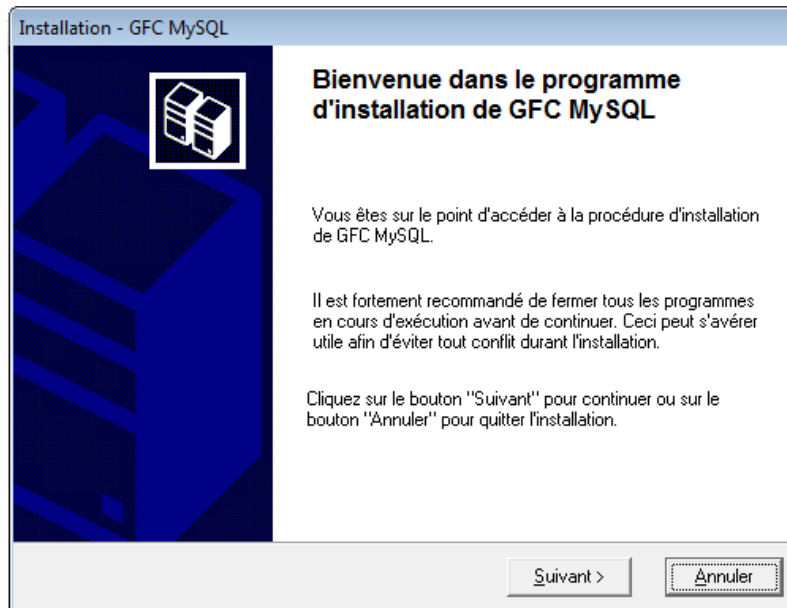 Installation - GFC MySQL
Bienvenue dans le programme
d'installation de GFC MySQL
Vous êtes sur le point d'accéder à la procédure d'installation
de GFC MySQL.
Il est fortement recommandé de fermer tous les programmes
en cours d'exécution avant de continuer. Ceci peut s'avérer
utile afin d'éviter tout conflit durant l'installation.
Cliquez sur le bouton "Suivant" pour continuer ou sur le
bouton "Annuler" pour quitter l'installation.
Suivant >
Annuler